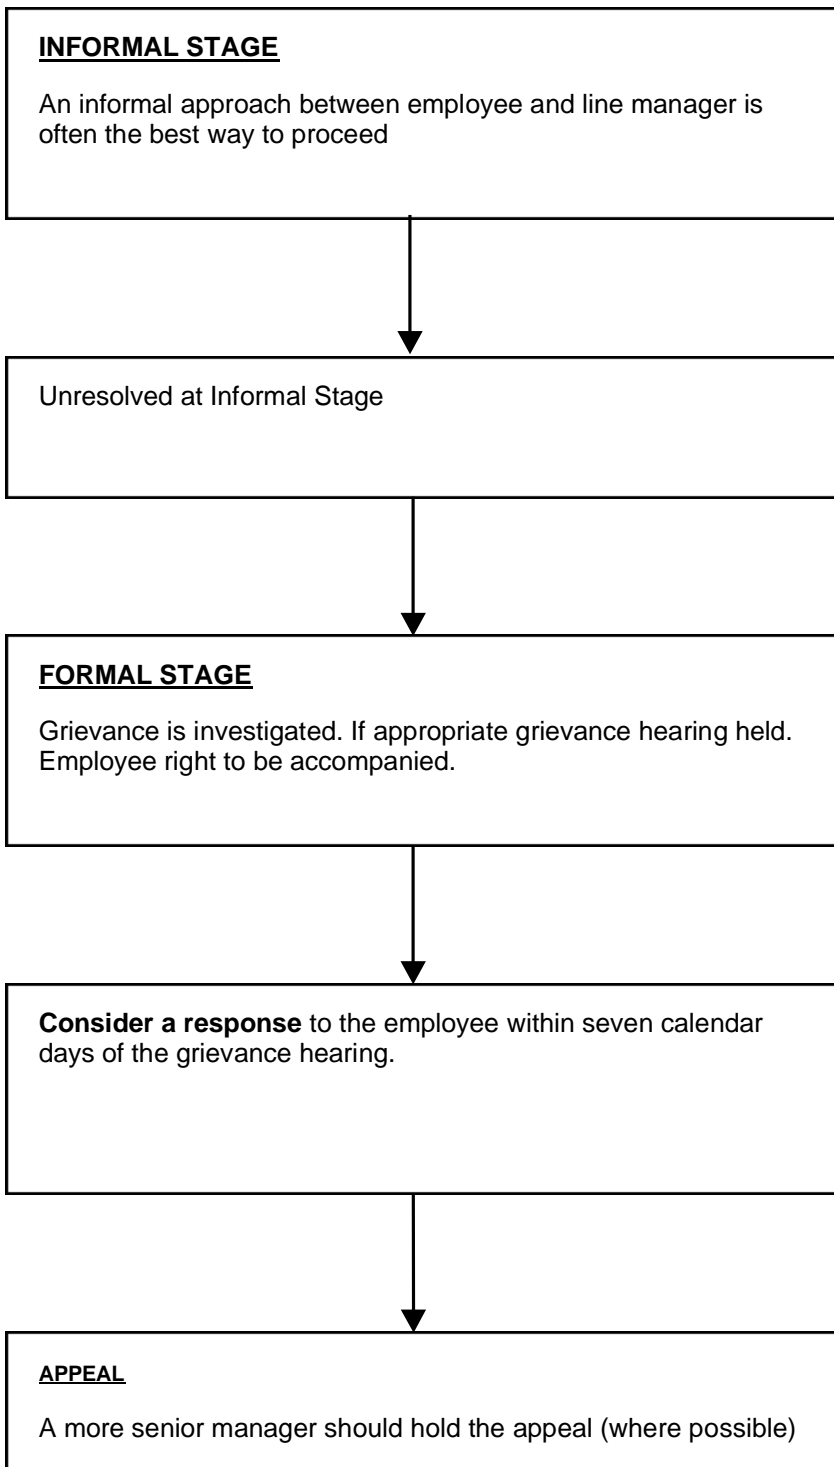 INFORMAL STAGE
An informal approach between employee and line manager is
often the best way to proceed
Unresolved at Informal Stage
FORMAL STAGE
Grievance is investigated. If appropriate grievance hearing held.
Employee right to be accompanied.
Consider a response to the employee within seven calendar
days of the grievance hearing.
APPEAL
A more senior manager should hold the appeal (where possible)